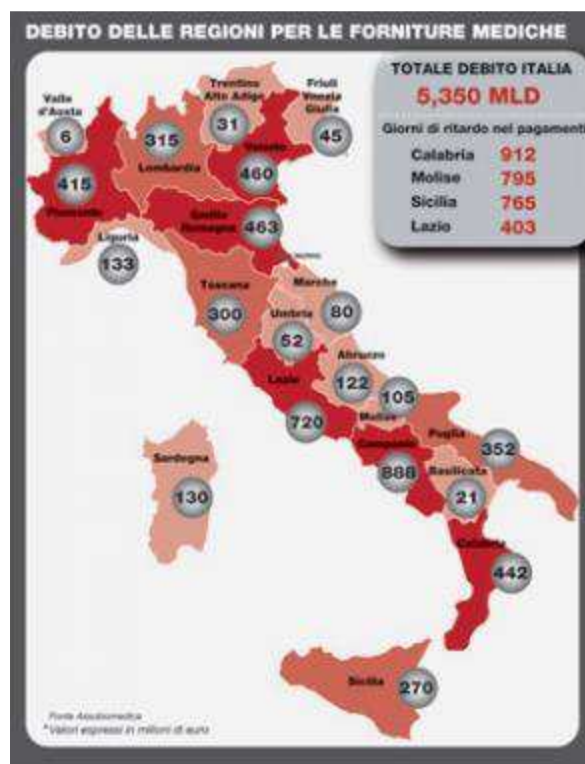 DEBITO DELLE REGIONI PER LE FORNITURE MEDICHE
TOTALE DEBITO ITALIA
5,350 MLD
Giorni di ritardo nei pagamenti
Calabria 912
Molise 795
Sicilia 765
Lazio 403
Valle
d'Aosta
6
Trentino
Alto Adige
31
Friuli
Venezia
Giulia
45
315
Lombardia
Veneto
460
415
Piemonte
Emilia
Romagna
463
Liguria
133
Toscana
300
Marche
80
Umbria
52
Abruzzo
122
Lazio
720
105
Molise
Campania
888
Puglia
352
Basilicata
21
Sardegna
130
Calabria
442
Sicilia
270
Fonte Assobiomedica
*Valori espressi in milioni di euro